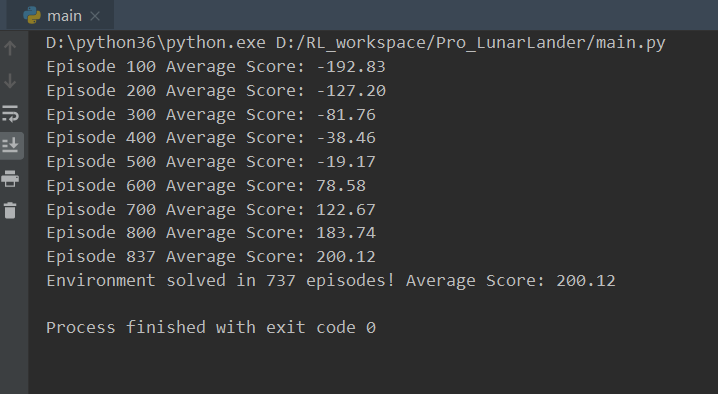 main
D:\python36\python.exe D:/RL_workspace/Pro_LunarLander/main.py
Episode 100 Average Score: -192.83
Episode 200 Average Score: -127.20
Episode 300 Average Score: -81.76
Episode 400 Average Score: -38.46
Episode 500 Average Score: -19.17
Episode 600 Average Score: 78.58
Episode 700 Average Score: 122.67
Episode 800 Average Score: 183.74
Episode 837 Average Score: 200.12
Environment solved in 737 episodes! Average Score: 200.12
Process finished with exit code 0